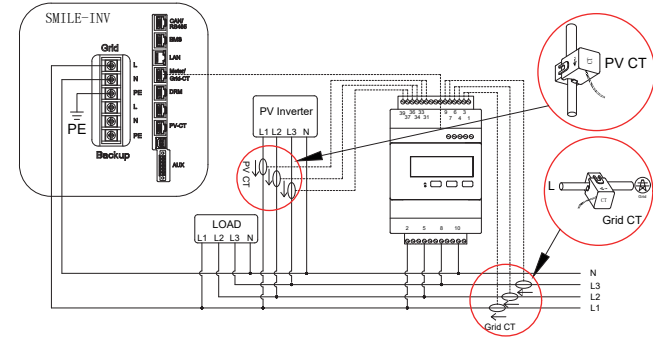 SMILE-INV
Grid
L
N
PE
L
N
PE
Backup
PE
CAN/
RS485
BMS
LAN
Meter/
Grid-CT
DRM
PV-CT
AUX
PV Inverter
L1 L2 L3 N
PV CT
LOAD
L1 L2 L3 N
39 36 33 9 6 3
37 34 31 7 4 1
2 5 8 10
CT
PV CT
L
CT
Grid
Grid CT
N
L3
L2
L1
Grid CT